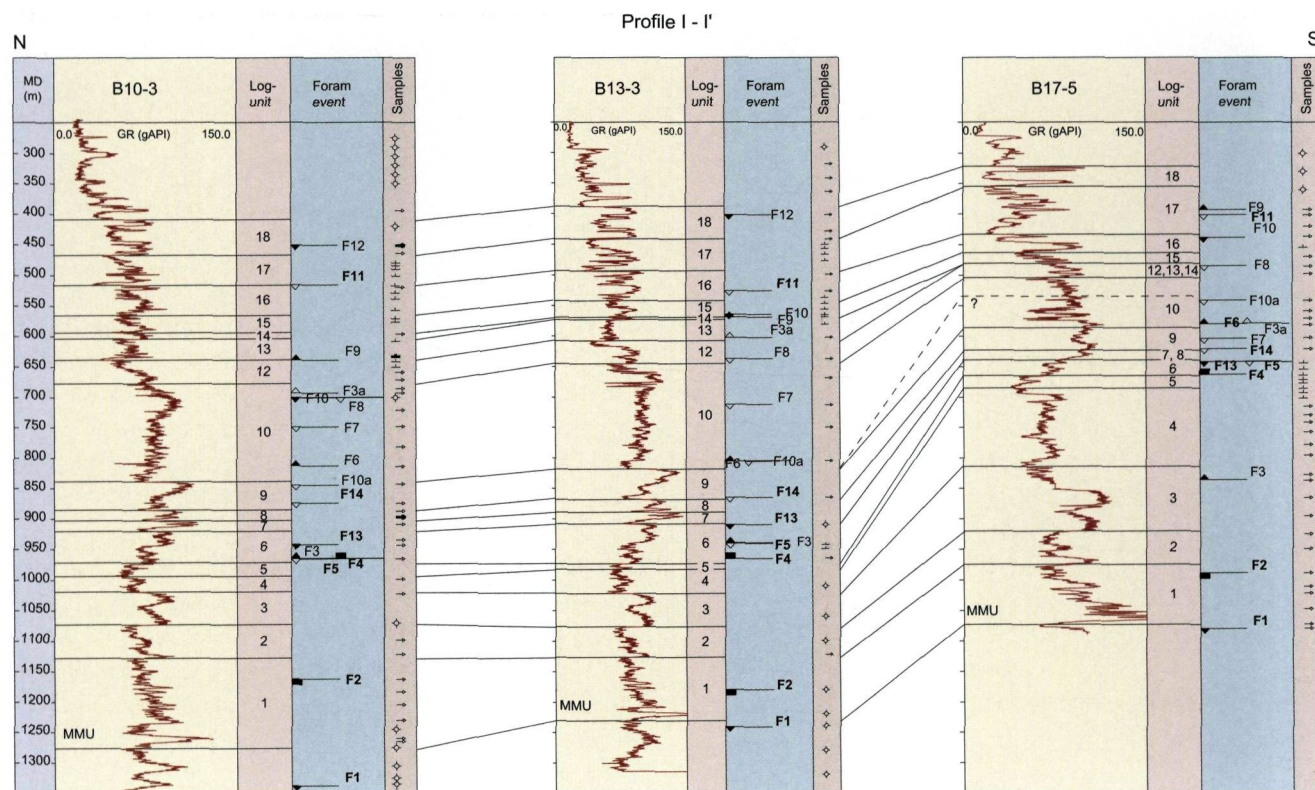 Profile I - I'
N
S
MD
(m)
B10-3
Log-
unit
Foram
event
Samples
B13-3
Log-
unit
Foram
event
Samples
B17-5
Log-
unit
Foram
event
Samples
0.0 GR (gAPI) 150.0
0.0 GR (gAPI) 150.0
0.0 GR (gAPI) 150.0
300
350
400
450
500
550
600
650
700
750
800
850
900
950
1000
1050
1100
1150
1200
1250
1300
18
17
16
15
14
13
12
10
9
8
7
6
5
4
3
2
1
F12
F11
F9
F3a
F10
F8
F7
F6
F10a
F14
F13
F3
F4
F5
F2
F1
MMU
18
17
16
15
14
13
12
10
9
8
7
6
5
4
3
2
1
F12
F11
F10
F9
F3a
F8
F7
F6 F10a
F14
F13
F5 F3
F4
F2
F1
MMU
?
18
17
16
15
12,13,14
10
9
7, 8
6
5
4
3
2
1
F9
F11
F10
F8
F10a
F6
F3a
F7
F14
F13 F5
F4
F3
F2
F1
MMU